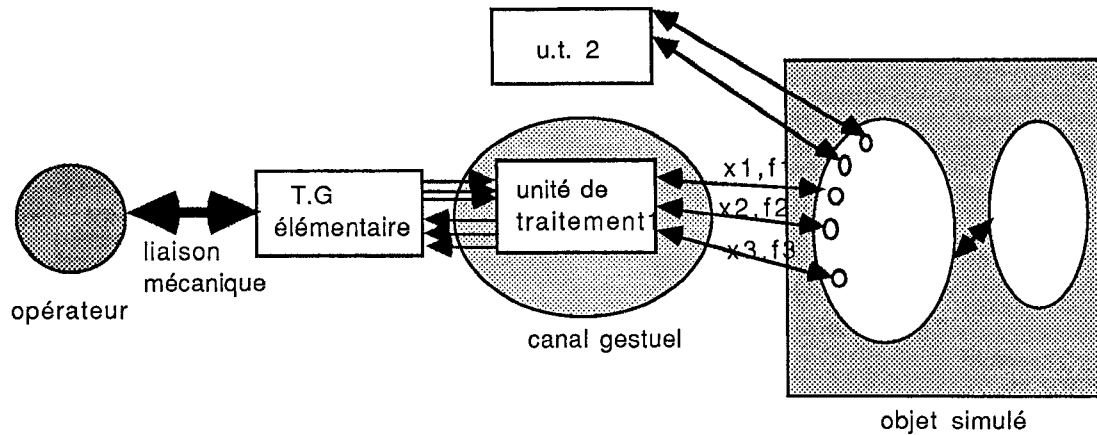 u.t. 2
T.G
élémentaire
unité de
traitement1
x1,f1
x2,f2
x3,f3
liaison
mécanique
opérateur
canal gestuel
objet simulé